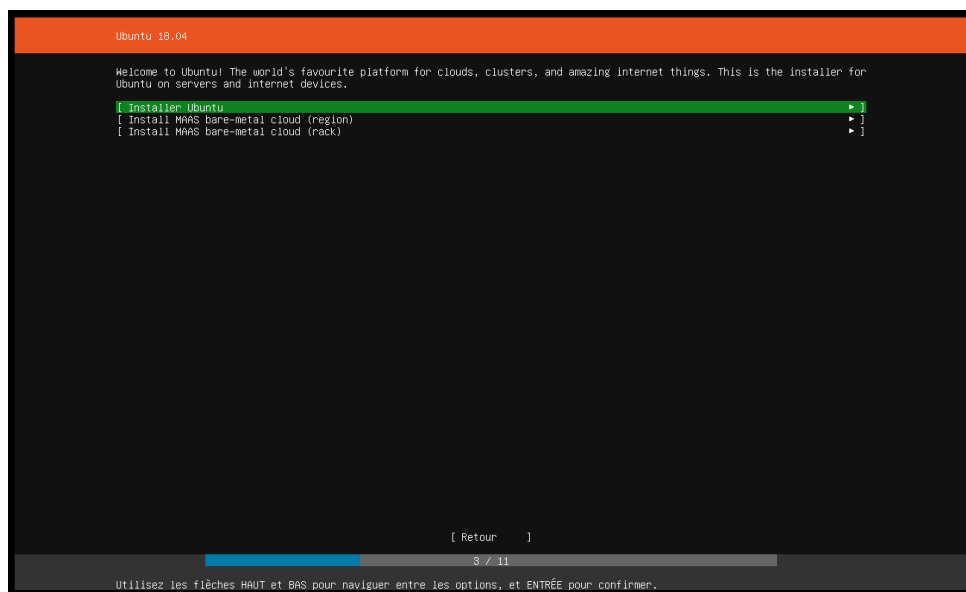 Ubuntu 18.04
Welcome to Ubuntu! The world's favourite platform for clouds, clusters, and amazing internet things. This is the installer for
Ubuntu on servers and internet devices.
[ Installer Ubuntu ► ]
[ Install MAAS bare-metal cloud (region) ► ]
[ Install MAAS bare-metal cloud (rack) ► ]
[ Retour ]
3 / 11
Utilisez les flèches HAUT et BAS pour naviguer entre les options, et ENTRÉE pour confirmer.